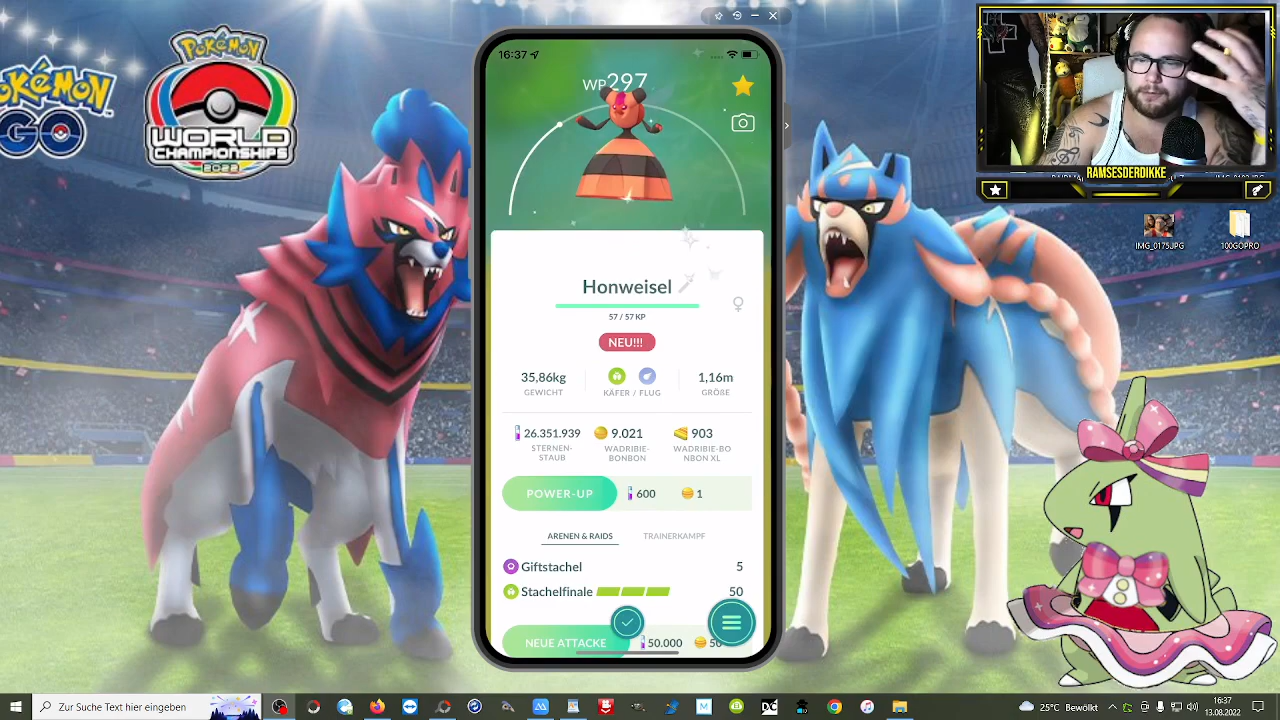 Pokémon
GO
Pokémon
WORLD
CHAMPIONSHIPS
2022
16:37
WP297
Honweisel
57 / 57 KP
NEU!!!
35,86kg
GEWICHT
KÄFER / FLUG
1,16m
GRÖßE
26.351.939
STERNEN-
STAUB
9.021
WADRIBIE-
BONBON
903
WADRIBIE-BO
NBON XL
POWER-UP
600
1
ARENEN & RAIDS
TRAINERKAMPF
Giftstachel
5
Stachelfinale
50
NEUE ATTACKE
50.000
RAMSESDERDIKKE
IMG_0175.JPG
100GOPRO
Zur Suche Text hier eingeben
25°C
16:37
13.08.2022